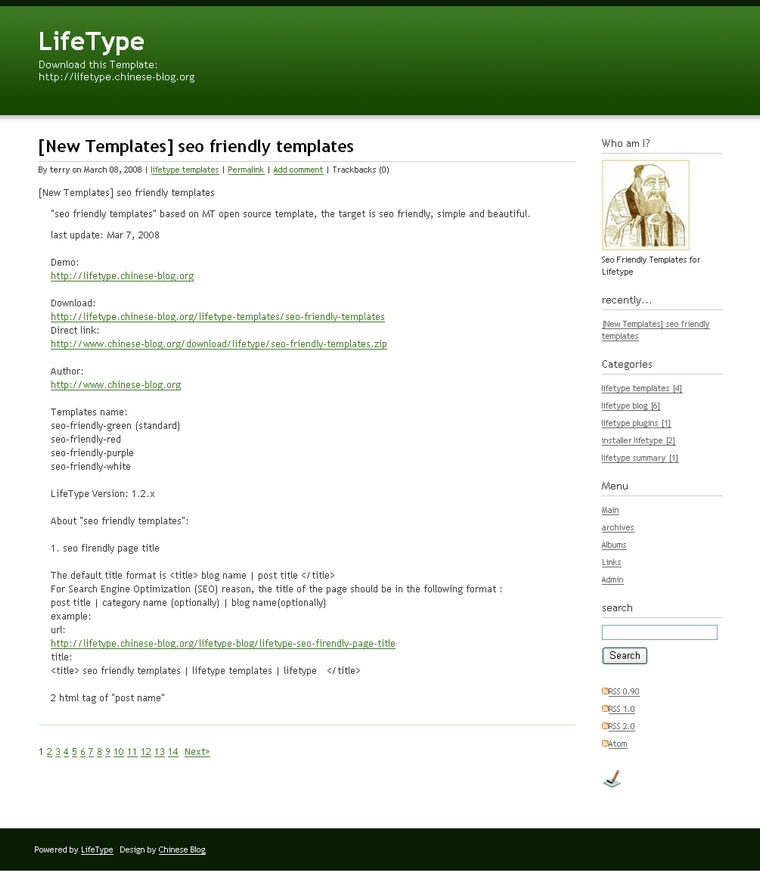 LifeType
Download this Template:
http://lifetype.chinese-blog.org
[New Templates] seo friendly templates
By terry on March 08, 2008 | lifetype templates | Permalink | Add comment | Trackbacks (0)
[New Templates] seo friendly templates
"seo friendly templates" based on MT open source template, the target is seo friendly, simple and beautiful.
last update: Mar 7, 2008
Demo:
http://lifetype.chinese-blog.org
Download:
http://lifetype.chinese-blog.org/lifetype-templates/seo-friendly-templates
Direct link:
http://www.chinese-blog.org/download/lifetype/seo-friendly-templates.zip
Author:
http://www.chinese-blog.org
Templates name:
seo-friendly-green (standard)
seo-friendly-red
seo-friendly-purple
seo-friendly-white
LifeType Version: 1.2.x
About "seo friendly templates":
1. seo firendly page title
The default title format is <title> blog name | post title </title>
For Search Engine Optimization (SEO) reason, the title of the page should be in the following format :
post title | category name (optionally) | blog name(optionally)
example:
url:
http://lifetype.chinese-blog.org/lifetype-blog/lifetype-seo-firendly-page-title
title:
<title> seo friendly templates | lifetype templates | lifetype </title>
2 html tag of "post name"
1 2 3 4 5 6 7 8 9 10 11 12 13 14 Next»
Who am I?
Seo Friendly Templates for
Lifetype
recently...
[New Templates] seo friendly
templates
Categories
lifetype templates [4]
lifetype blog [6]
lifetype plugins [1]
installer lifetype [2]
lifetype summary [1]
Menu
Main
archives
Albums
Links
Admin
search
Search
RSS 0.90
RSS 1.0
RSS 2.0
Atom
Powered by LifeType Design by Chinese Blog